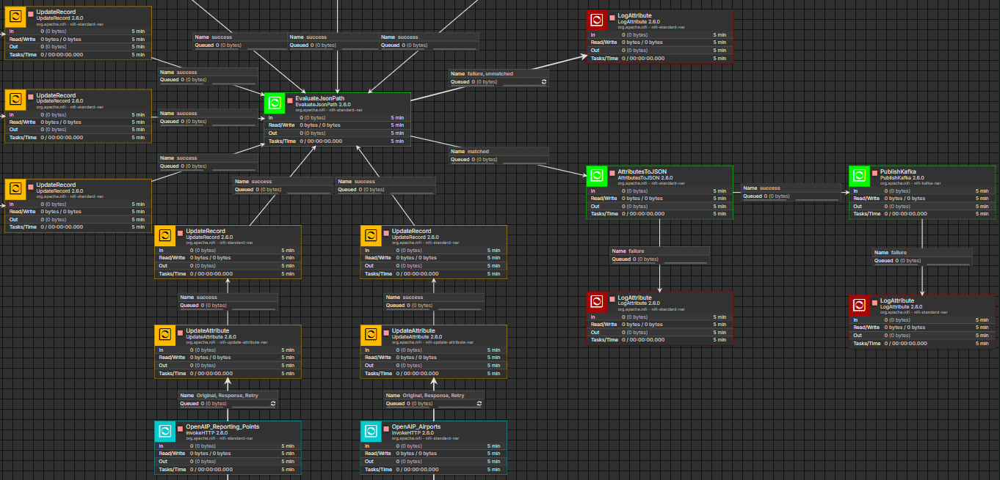 UpdateRecord
UpdateRecord 2.6.0
org.apache.nifi - nifi-standard-nar
In 0 (0 bytes) 5 min
Read/Write 0 bytes / 0 bytes 5 min
Out 0 (0 bytes) 5 min
Tasks/Time 0 / 00:00:00.000 5 min
Name success
Queued 0 (0 bytes)
Name success
Queued 0 (0 bytes)
Name success
Queued 0 (0 bytes)
LogAttribute
LogAttribute 2.6.0
org.apache.nifi - nifi-standard-nar
In 0 (0 bytes) 5 min
Read/Write 0 bytes / 0 bytes 5 min
Out 0 (0 bytes) 5 min
Tasks/Time 0 / 00:00:00.000 5 min
Name success
Queued 0 (0 bytes)
Name failure, unmatched
Queued 0 (0 bytes)
UpdateRecord
UpdateRecord 2.6.0
org.apache.nifi - nifi-standard-nar
In 0 (0 bytes) 5 min
Read/Write 0 bytes / 0 bytes 5 min
Out 0 (0 bytes) 5 min
Tasks/Time 0 / 00:00:00.000 5 min
Name success
Queued 0 (0 bytes)
EvaluateJsonPath
EvaluateJsonPath 2.6.0
org.apache.nifi - nifi-standard-nar
In 0 (0 bytes) 5 min
Read/Write 0 bytes / 0 bytes 5 min
Out 0 (0 bytes) 5 min
Tasks/Time 0 / 00:00:00.000 5 min
Name success
Queued 0 (0 bytes)
Name matched
Queued 0 (0 bytes)
UpdateRecord
UpdateRecord 2.6.0
org.apache.nifi - nifi-standard-nar
In 0 (0 bytes) 5 min
Read/Write 0 bytes / 0 bytes 5 min
Out 0 (0 bytes) 5 min
Tasks/Time 0 / 00:00:00.000 5 min
Name success
Queued 0 (0 bytes)
Name success
Queued 0 (0 bytes)
AttributesToJSON
AttributesToJSON 2.6.0
org.apache.nifi - nifi-standard-nar
In 0 (0 bytes) 5 min
Read/Write 0 bytes / 0 bytes 5 min
Out 0 (0 bytes) 5 min
Tasks/Time 0 / 00:00:00.000 5 min
Name success
Queued 0 (0 bytes)
PublishKafka
PublishKafka 2.6.0
org.apache.nifi - nifi-kafka-nar
In 0 (0 bytes) 5 min
Read/Write 0 bytes / 0 bytes 5 min
Out 0 (0 bytes) 5 min
Tasks/Time 0 / 00:00:00.000 5 min
UpdateRecord
UpdateRecord 2.6.0
org.apache.nifi - nifi-standard-nar
In 0 (0 bytes) 5 min
Read/Write 0 bytes / 0 bytes 5 min
Out 0 (0 bytes) 5 min
Tasks/Time 0 / 00:00:00.000 5 min
UpdateRecord
UpdateRecord 2.6.0
org.apache.nifi - nifi-standard-nar
In 0 (0 bytes) 5 min
Read/Write 0 bytes / 0 bytes 5 min
Out 0 (0 bytes) 5 min
Tasks/Time 0 / 00:00:00.000 5 min
Name failure
Queued 0 (0 bytes)
Name failure
Queued 0 (0 bytes)
Name success
Queued 0 (0 bytes)
Name success
Queued 0 (0 bytes)
LogAttribute
LogAttribute 2.6.0
org.apache.nifi - nifi-standard-nar
In 0 (0 bytes) 5 min
Read/Write 0 bytes / 0 bytes 5 min
Out 0 (0 bytes) 5 min
Tasks/Time 0 / 00:00:00.000 5 min
LogAttribute
LogAttribute 2.6.0
org.apache.nifi - nifi-standard-nar
In 0 (0 bytes) 5 min
Read/Write 0 bytes / 0 bytes 5 min
Out 0 (0 bytes) 5 min
Tasks/Time 0 / 00:00:00.000 5 min
UpdateAttribute
UpdateAttribute 2.6.0
org.apache.nifi - nifi-update-attribute-nar
In 0 (0 bytes) 5 min
Read/Write 0 bytes / 0 bytes 5 min
Out 0 (0 bytes) 5 min
Tasks/Time 0 / 00:00:00.000 5 min
UpdateAttribute
UpdateAttribute 2.6.0
org.apache.nifi - nifi-update-attribute-nar
In 0 (0 bytes) 5 min
Read/Write 0 bytes / 0 bytes 5 min
Out 0 (0 bytes) 5 min
Tasks/Time 0 / 00:00:00.000 5 min
Name Original, Response, Retry
Queued 0 (0 bytes)
Name Original, Response, Retry
Queued 0 (0 bytes)
OpenAIP_Reporting_Points
InvokeHTTP 2.6.0
org.apache.nifi - nifi-standard-nar
In 0 (0 bytes) 5 min
Read/Write 0 bytes / 0 bytes 5 min
Out 0 (0 bytes) 5 min
Tasks/Time 0 / 00:00:00.000 5 min
OpenAIP_Airports
InvokeHTTP 2.6.0
org.apache.nifi - nifi-standard-nar
In 0 (0 bytes) 5 min
Read/Write 0 bytes / 0 bytes 5 min
Out 0 (0 bytes) 5 min
Tasks/Time 0 / 00:00:00.000 5 min